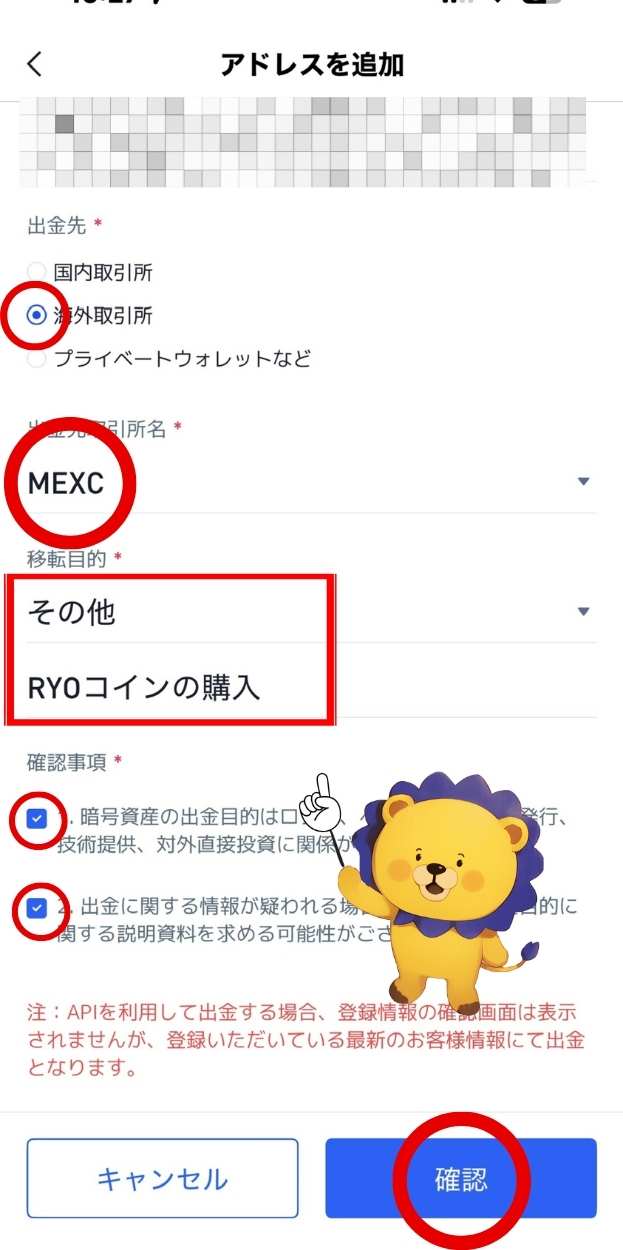 アドレスを追加
出金先 *
国内取引所
海外取引所
プライベートウォレットなど
出金先取引所名 *
MEXC
移転目的 *
その他
RYOコインの購入
確認事項 *
1. 暗号資産の出金目的はロ 発行、
技術提供、対外直接投資に関係が
2. 出金に関する情報が疑われる場 目的に
関する説明資料を求める可能性がござ
注：APIを利用して出金する場合、登録情報の確認画面は表示
されませんが、登録いただいている最新のお客様情報にて出金
となります。
キャンセル
確認